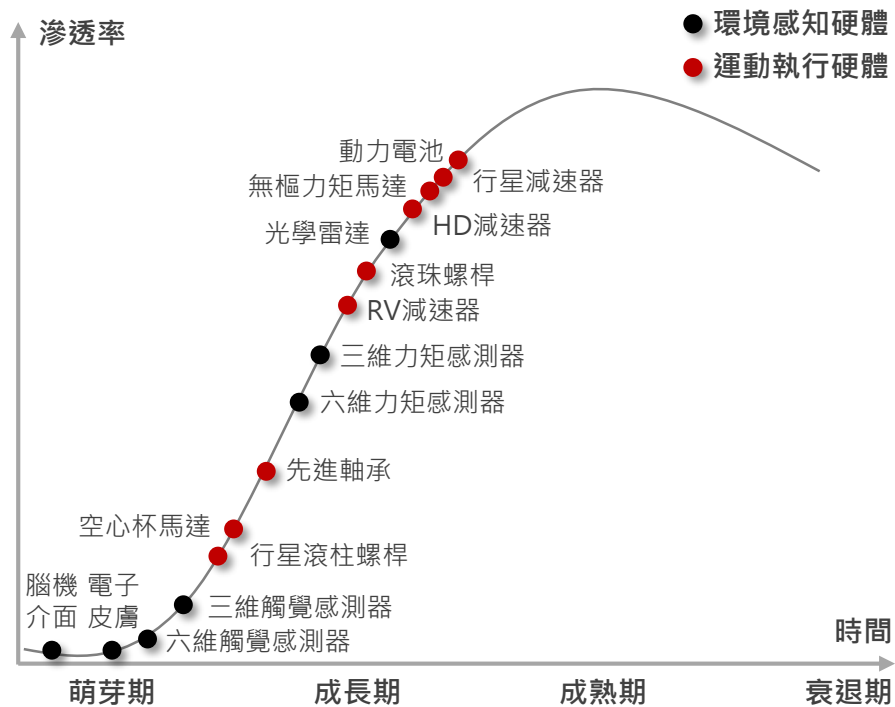 滲透率
環境感知硬體
運動執行硬體
動力電池
行星減速器
無樞力矩馬達
HD減速器
光學雷達
滾珠螺桿
RV減速器
三維力矩感測器
六維力矩感測器
先進軸承
空心杯馬達
行星滾柱螺桿
腦機 電子
介面 皮膚
三維觸覺感測器
六維觸覺感測器
時間
萌芽期
成長期
成熟期
衰退期